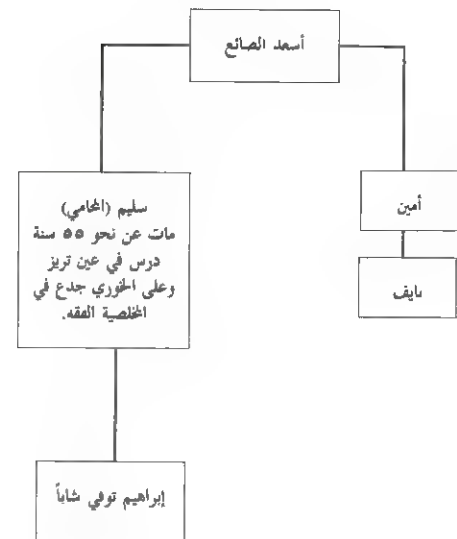 أسعد الصائغ
أمين
نايف
سليم (المحامي)
مات عن نحو ٥٥ سنة
درس في عين تريز
وعلى الخوري جدع في
المخلصية الفقه.
إبراهيم توفي شاباً